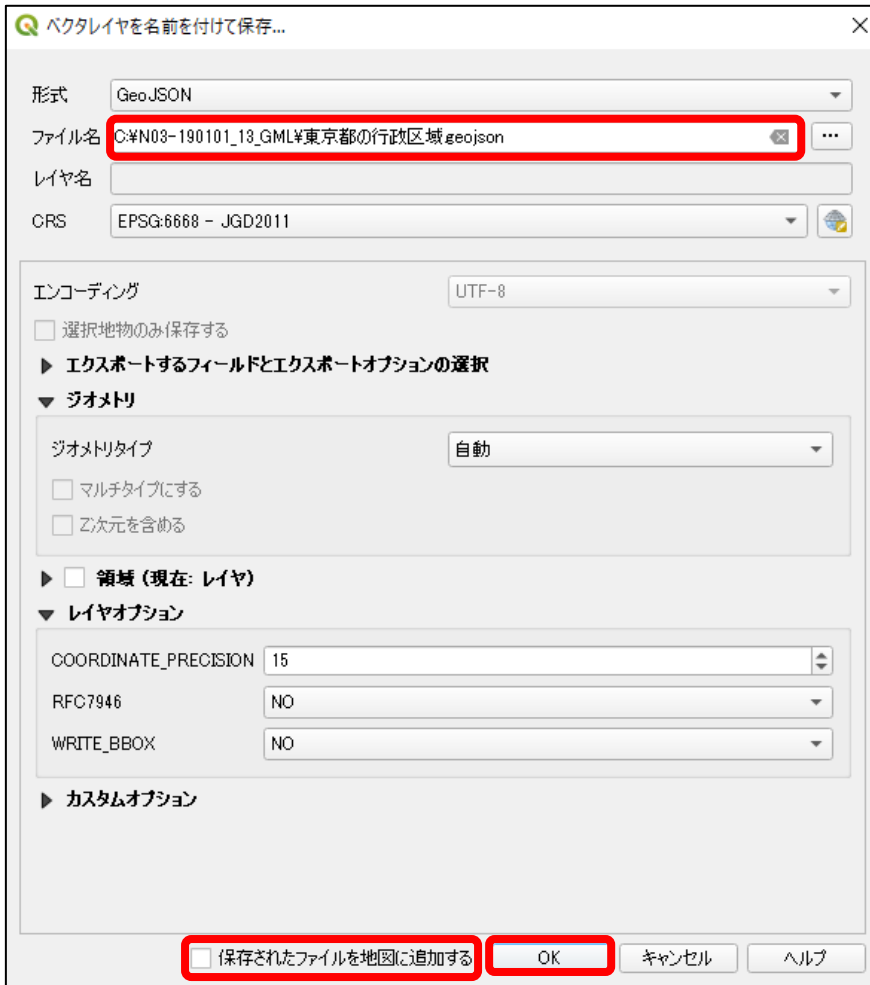 ベクタレイヤを名前を付けて保存...
形式 GeoJSON
ファイル名 C:¥N03-190101_13_GML¥東京都の行政区域.geojson ...
レイヤ名
CRS EPSG:6668 - JGD2011
エンコーディング UTF-8
選択地物のみ保存する
エクスポートするフィールドとエクスポートオプションの選択
ジオメトリ
ジオメトリタイプ 自動
マルチタイプにする
Z次元を含める
領域 (現在: レイヤ)
レイヤオプション
COORDINATE_PRECISION 15
RFC7946 NO
WRITE_BBOX NO
カスタムオプション
保存されたファイルを地図に追加する OK キャンセル ヘルプ